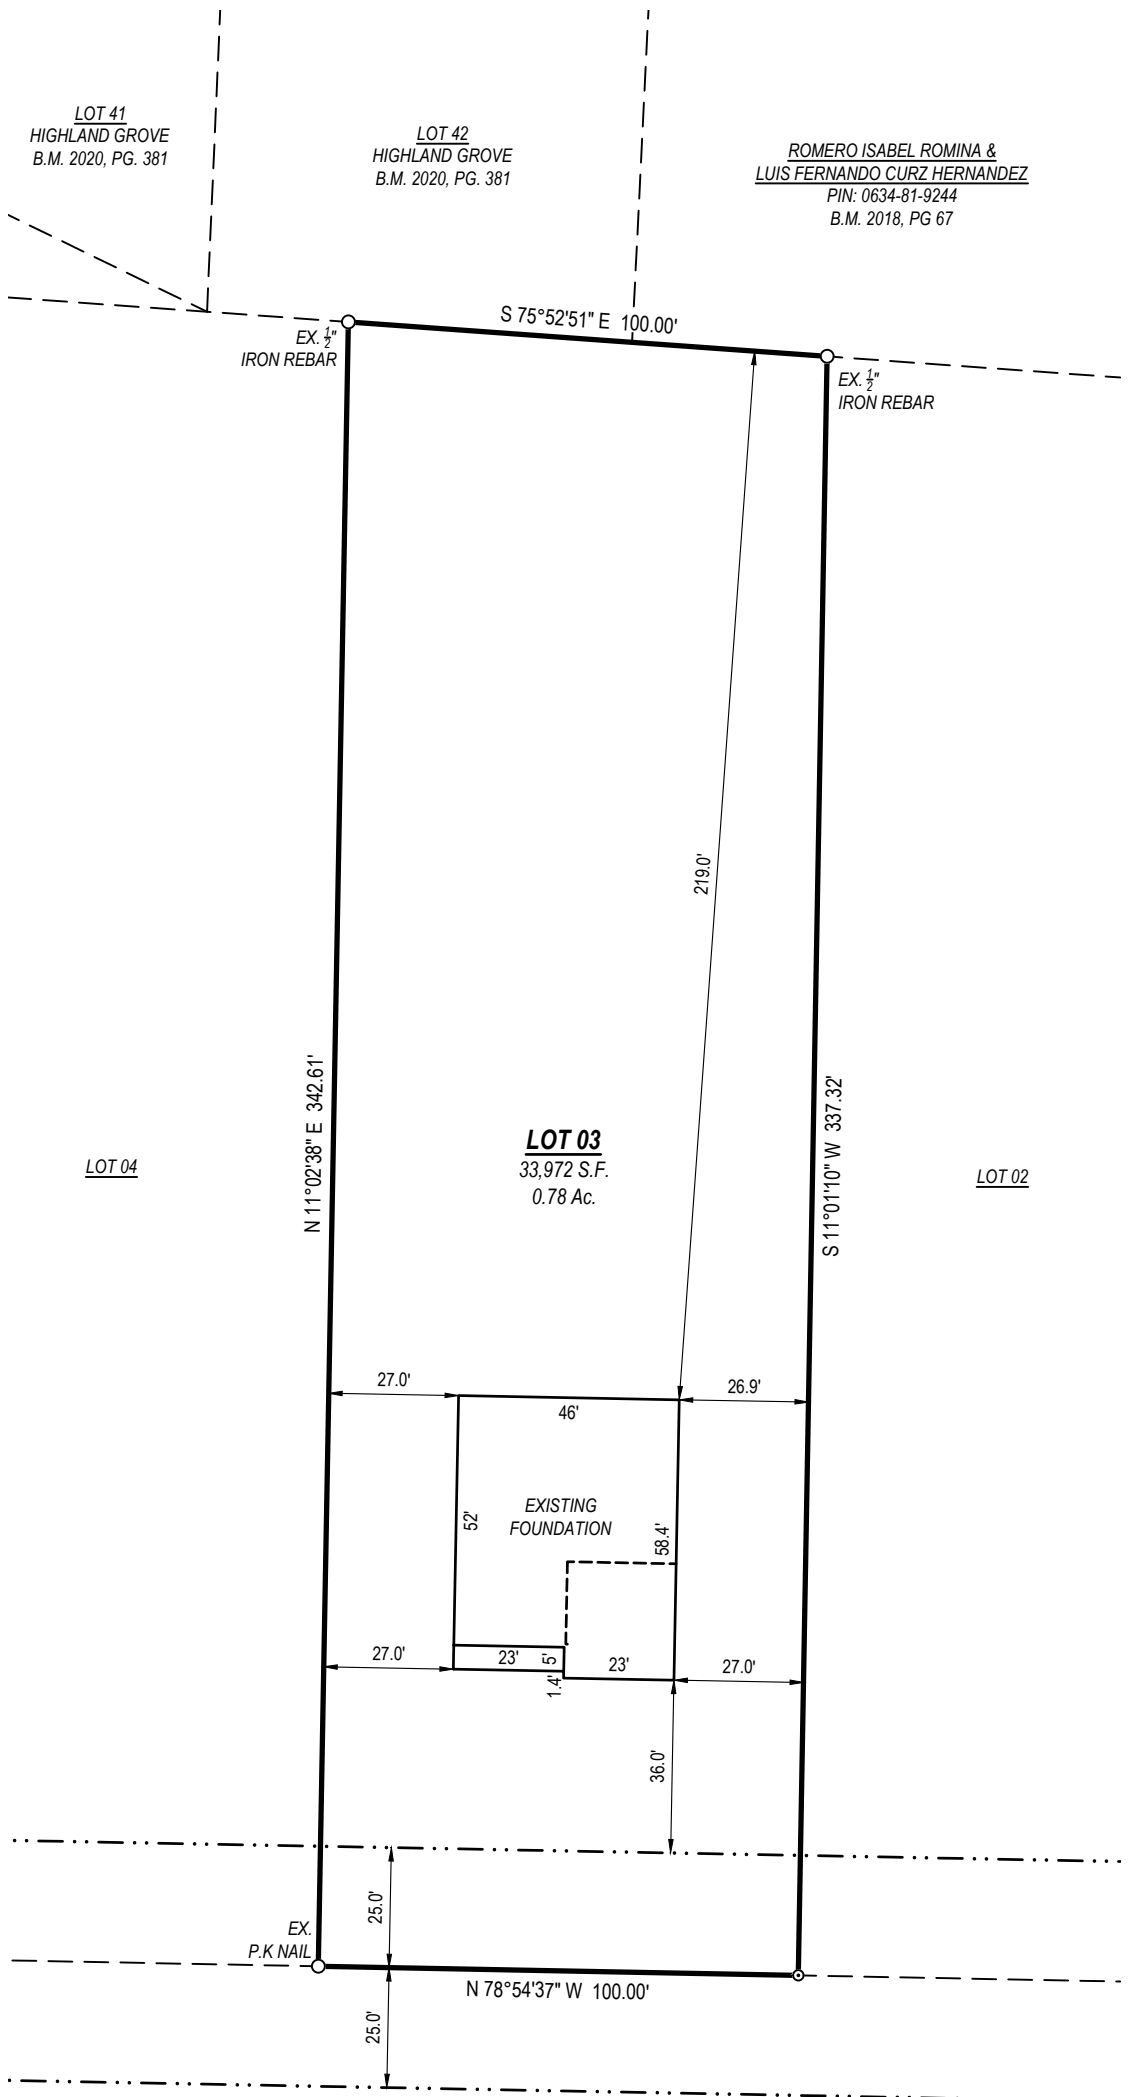 LOT 41
HIGHLAND GROVE
B.M. 2020, PG. 381
LOT 42
HIGHLAND GROVE
B.M. 2020, PG. 381
ROMERO ISABEL ROMINA &
LUIS FERNANDO CURZ HERNANDEZ
PIN: 0634-81-9244
B.M. 2018, PG 67
S 75°52'51" E 100.00'
EX. ½"
IRON REBAR
EX. ½"
IRON REBAR
219.0'
N 11°02'38" E 342.61'
S 11°01'10" W 337.32'
LOT 03
33,972 S.F.
0.78 Ac.
LOT 04
LOT 02
27.0'
26.9'
46'
52'
EXISTING
FOUNDATION
58.4'
27.0'
23'
5'
23'
27.0'
1.4'
36.0'
25.0'
EX.
P.K NAIL
N 78°54'37" W 100.00'
25.0'